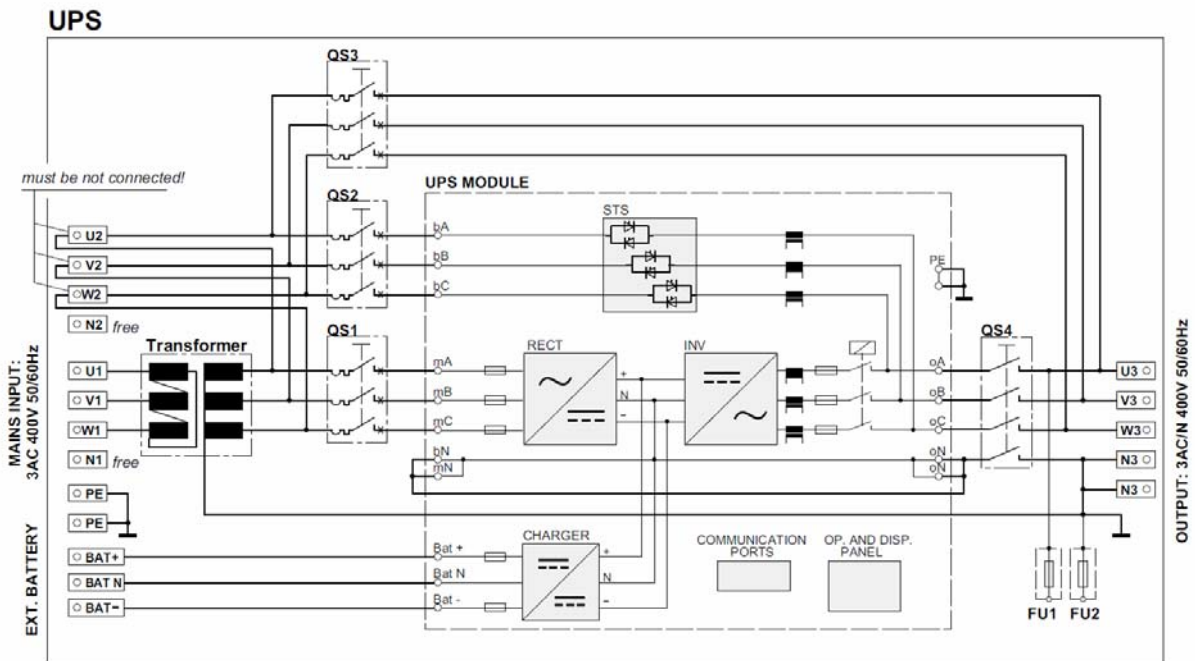 UPS
QS3
must be not connected!
UPS MODULE
QS2
STS
U2
bA
V2
bB
PE
W2
bC
N2 free
QS1
Transformer
RECT
INV
QS4
U1
mA
+
oA
U3
V1
mB
N
oB
V3
W1
mC
–
oC
W3
N1 free
bN
oN
N3
mN
oN
PE
N3
PE
CHARGER
COMMUNICATION PORTS
OP. AND DISP. PANEL
BAT+
Bat +
+
BAT N
Bat N
N
BAT–
Bat -
–
FU1
FU2
MAINS INPUT:
3AC 400V 50/60Hz
EXT. BATTERY
OUTPUT: 3AC/N 400V 50/60Hz